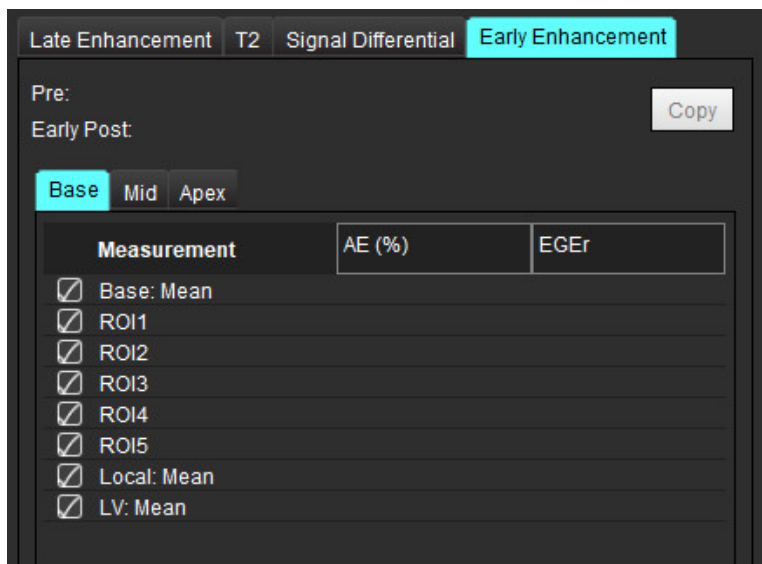 Late Enhancement T2 Signal Differential Early Enhancement
Pre:
Copy
Early Post:
Base Mid Apex
Measurement AE (%) EGEr
Base: Mean
ROI1
ROI2
ROI3
ROI4
ROI5
Local: Mean
LV: Mean